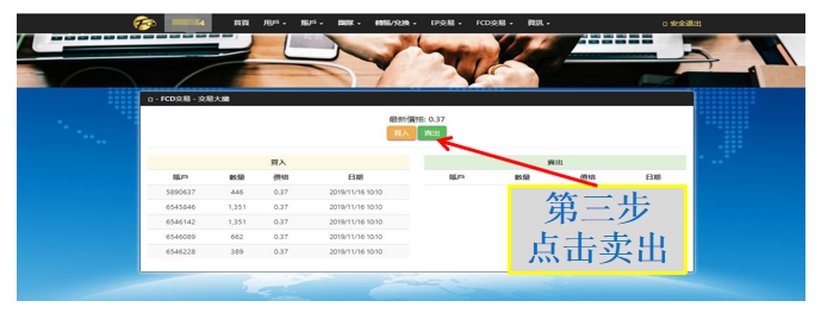 4 首頁 用戶 賬戶 團隊 轉賬/兌換 EP交易 FCD交易 資訊 安全退出
- FCD交易 - 交易大廳
最新價格: 0.37
買入 賣出
買入 賣出
賬戶 數量 價格 日期 賬戶 數量 價格 日期
5890637 446 0.37 2019/11/16 10:10
6545846 1,351 0.37 2019/11/16 10:10
6546142 1,351 0.37 2019/11/16 10:10
6546089 662 0.37 2019/11/16 10:10
6546228 389 0.37 2019/11/16 10:10
第三步
点击卖出